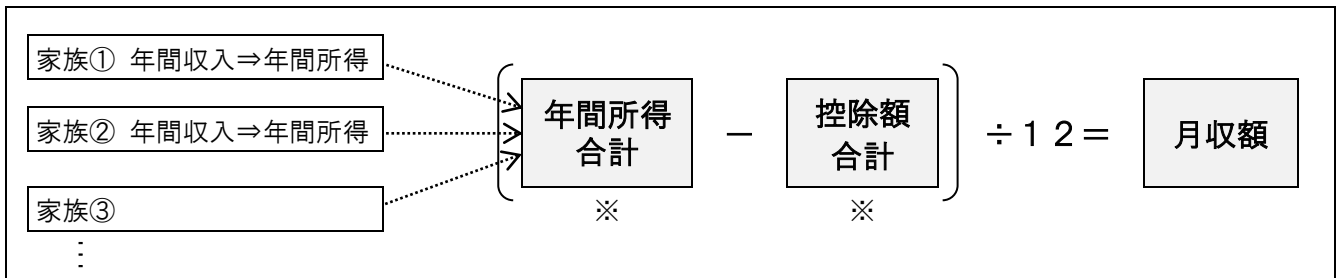 家族① 年間収入⇒年間所得
家族② 年間収入⇒年間所得
家族③
⋮
( 年間所得
合計 － 控除額
合計 ) ÷１２＝ 月収額
※ ※